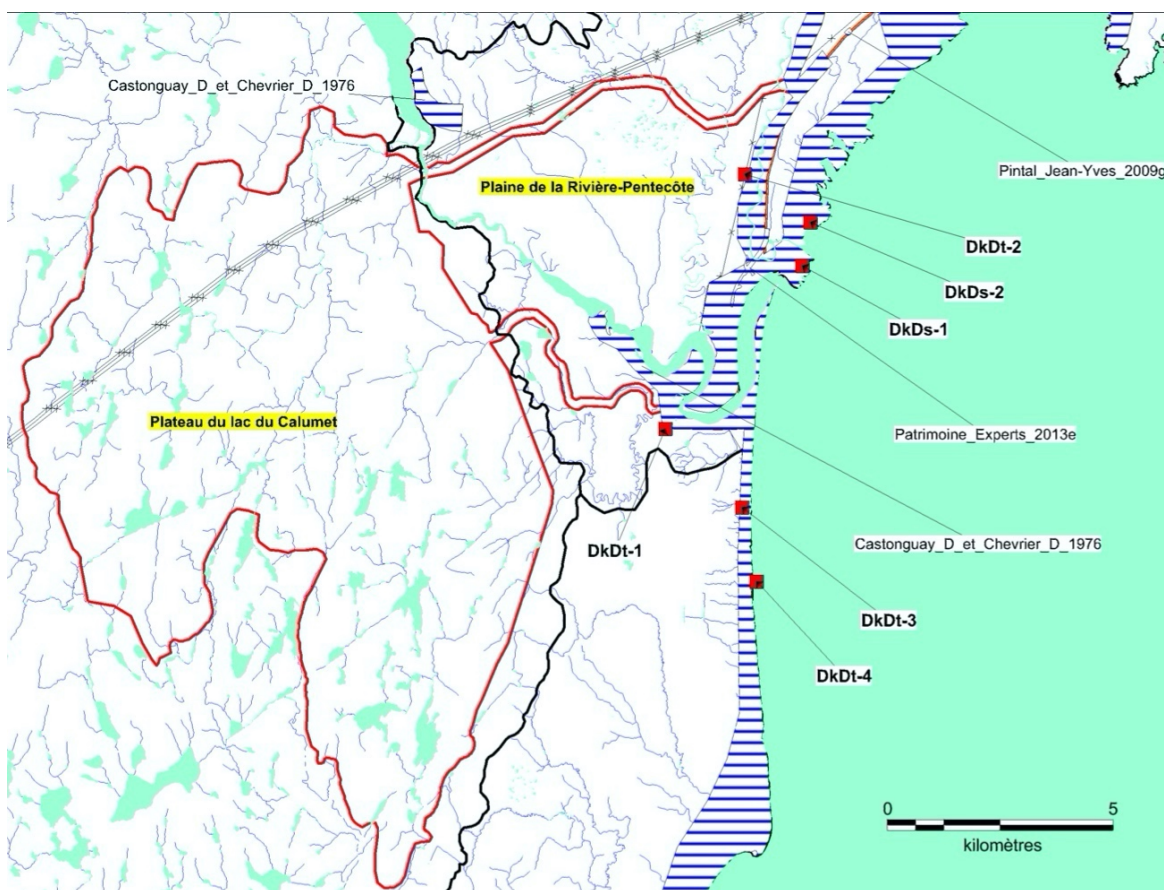 Castonguay_D_et_Chevrier_D_1976
Pintal_Jean-Yves_2009g
Plaine de la Rivière-Pentecôte
DkDt-2
DkDs-2
DkDs-1
Plateau du lac du Calumet
Patrimoine_Experts_2013e
DkDt-1
Castonguay_D_et_Chevrier_D_1976
DkDt-3
DkDt-4
0 5
kilomètres